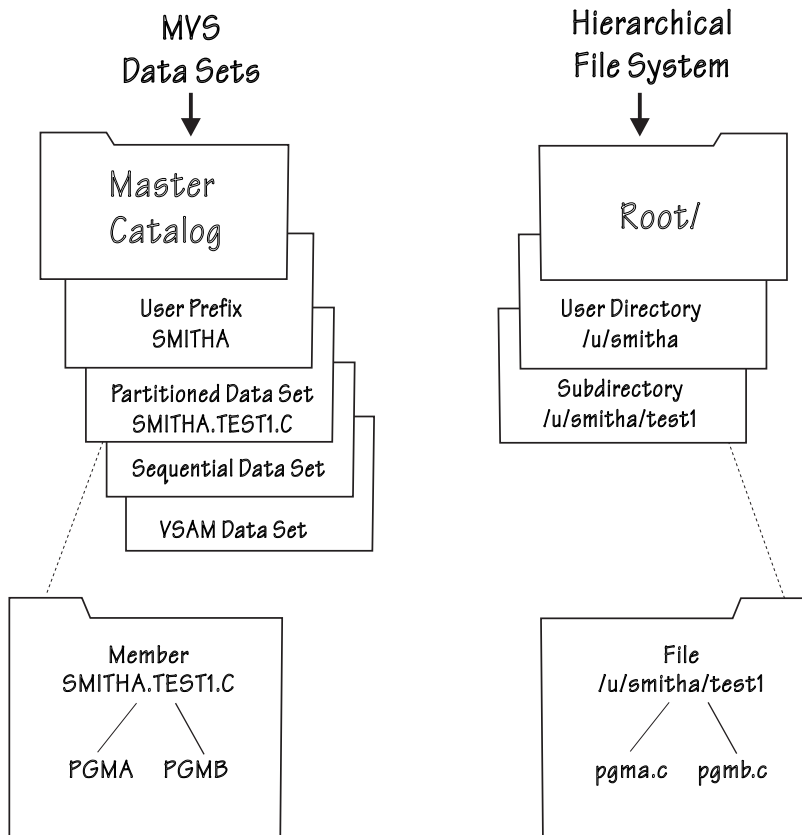 MVS
Data Sets
Master
Catalog
User Prefix
SMITHA
Partitioned Data Set
SMITHA.TEST1.C
Sequential Data Set
VSAM Data Set
Member
SMITHA.TEST1.C
PGMA PGMB
Hierarchical
File System
Root/
User Directory
/u/smitha
Subdirectory
/u/smitha/test1
File
/u/smitha/test1
pgma.c pgmb.c